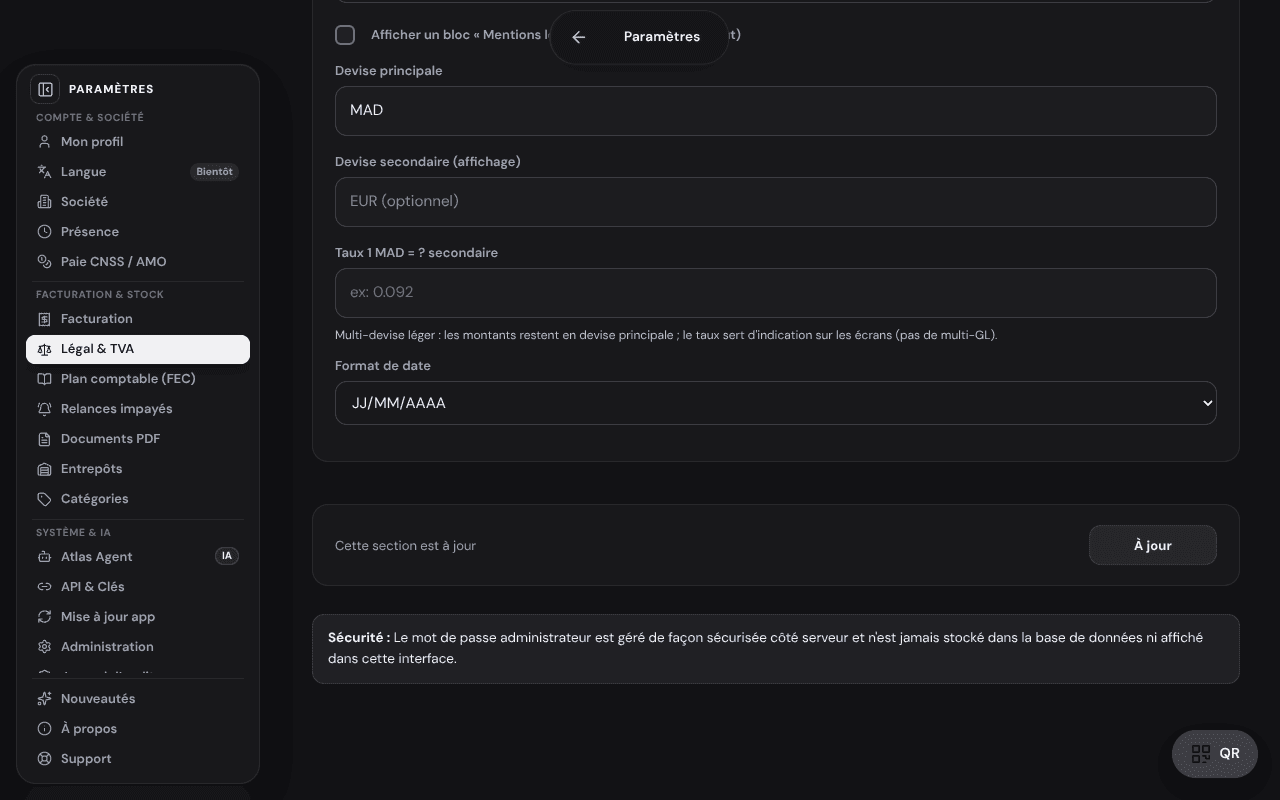 Afficher un bloc « Mentions
Paramètres
Devise principale
MAD
Devise secondaire (affichage)
EUR (optionnel)
Taux 1 MAD = ? secondaire
ex: 0.092
Multi-devise léger : les montants restent en devise principale ; le taux sert d'indication sur les écrans (pas de multi-GL).
Format de date
JJ/MM/AAAA
Cette section est à jour
À jour
Sécurité : Le mot de passe administrateur est géré de façon sécurisée côté serveur et n'est jamais stocké dans la base de données ni affiché
dans cette interface.
PARAMÈTRES
COMPTE & SOCIÉTÉ
Mon profil
Langue Bientôt
Société
Présence
Paie CNSS / AMO
FACTURATION & STOCK
Facturation
Légal & TVA
Plan comptable (FEC)
Relances impayés
Documents PDF
Entrepôts
Catégories
SYSTÈME & IA
Atlas Agent IA
API & Clés
Mise à jour app
Administration
Nouveautés
À propos
Support
QR